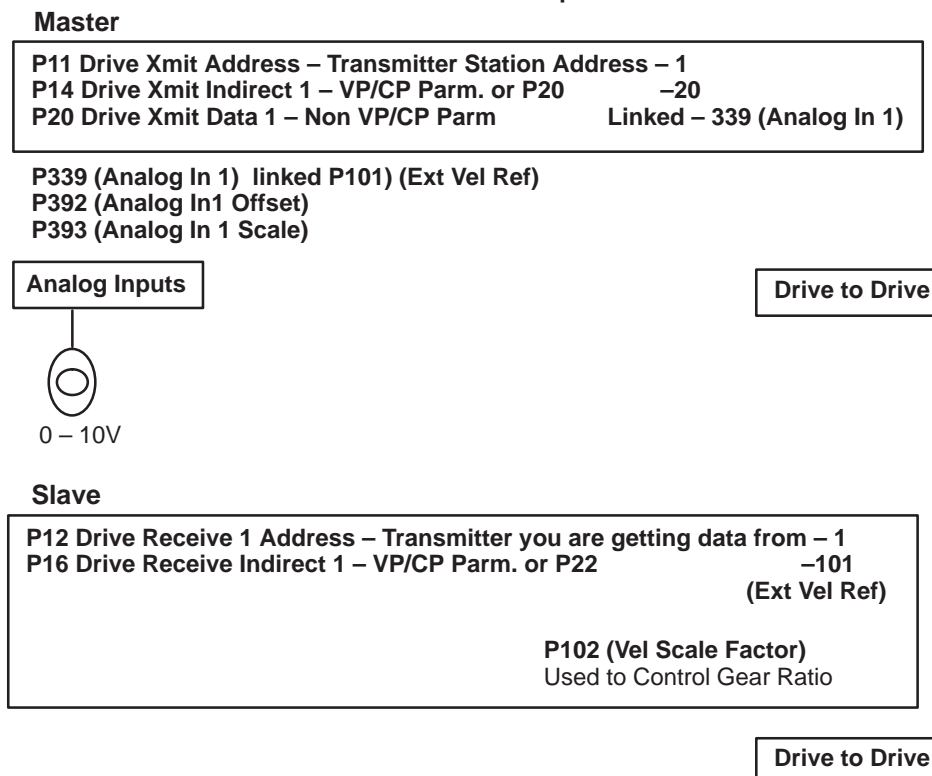 Master
P11 Drive Xmit Address – Transmitter Station Address – 1
P14 Drive Xmit Indirect 1 – VP/CP Parm. or P20 –20
P20 Drive Xmit Data 1 – Non VP/CP Parm Linked – 339 (Analog In 1)
P339 (Analog In 1) linked P101) (Ext Vel Ref)
P392 (Analog In1 Offset)
P393 (Analog In 1 Scale)
Analog Inputs
Drive to Drive
0 – 10V
Slave
P12 Drive Receive 1 Address – Transmitter you are getting data from – 1
P16 Drive Receive Indirect 1 – VP/CP Parm. or P22 –101
(Ext Vel Ref)
P102 (Vel Scale Factor)
Used to Control Gear Ratio
Drive to Drive